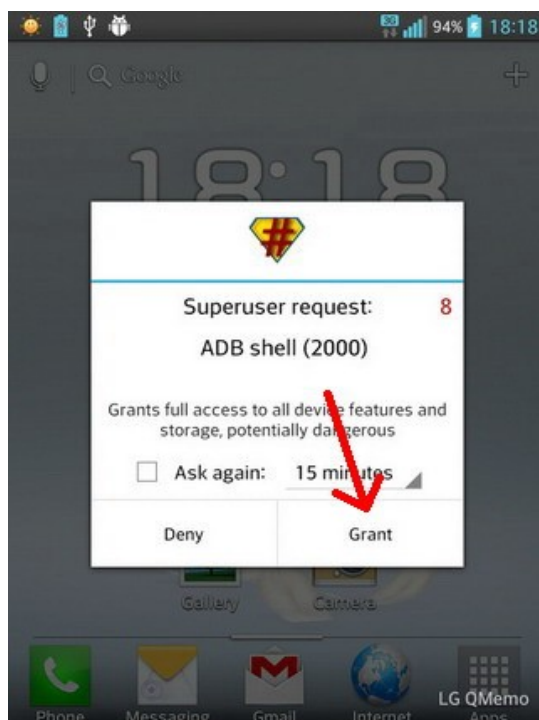 94% 18:18
Google
18:18
#
Superuser request: 8
ADB shell (2000)
Grants full access to all device features and
storage, potentially dangerous
Ask again: 15 minutes
Deny Grant
Gallery Camera
LG QMemo
Phone Messaging Gmail Internet Apps